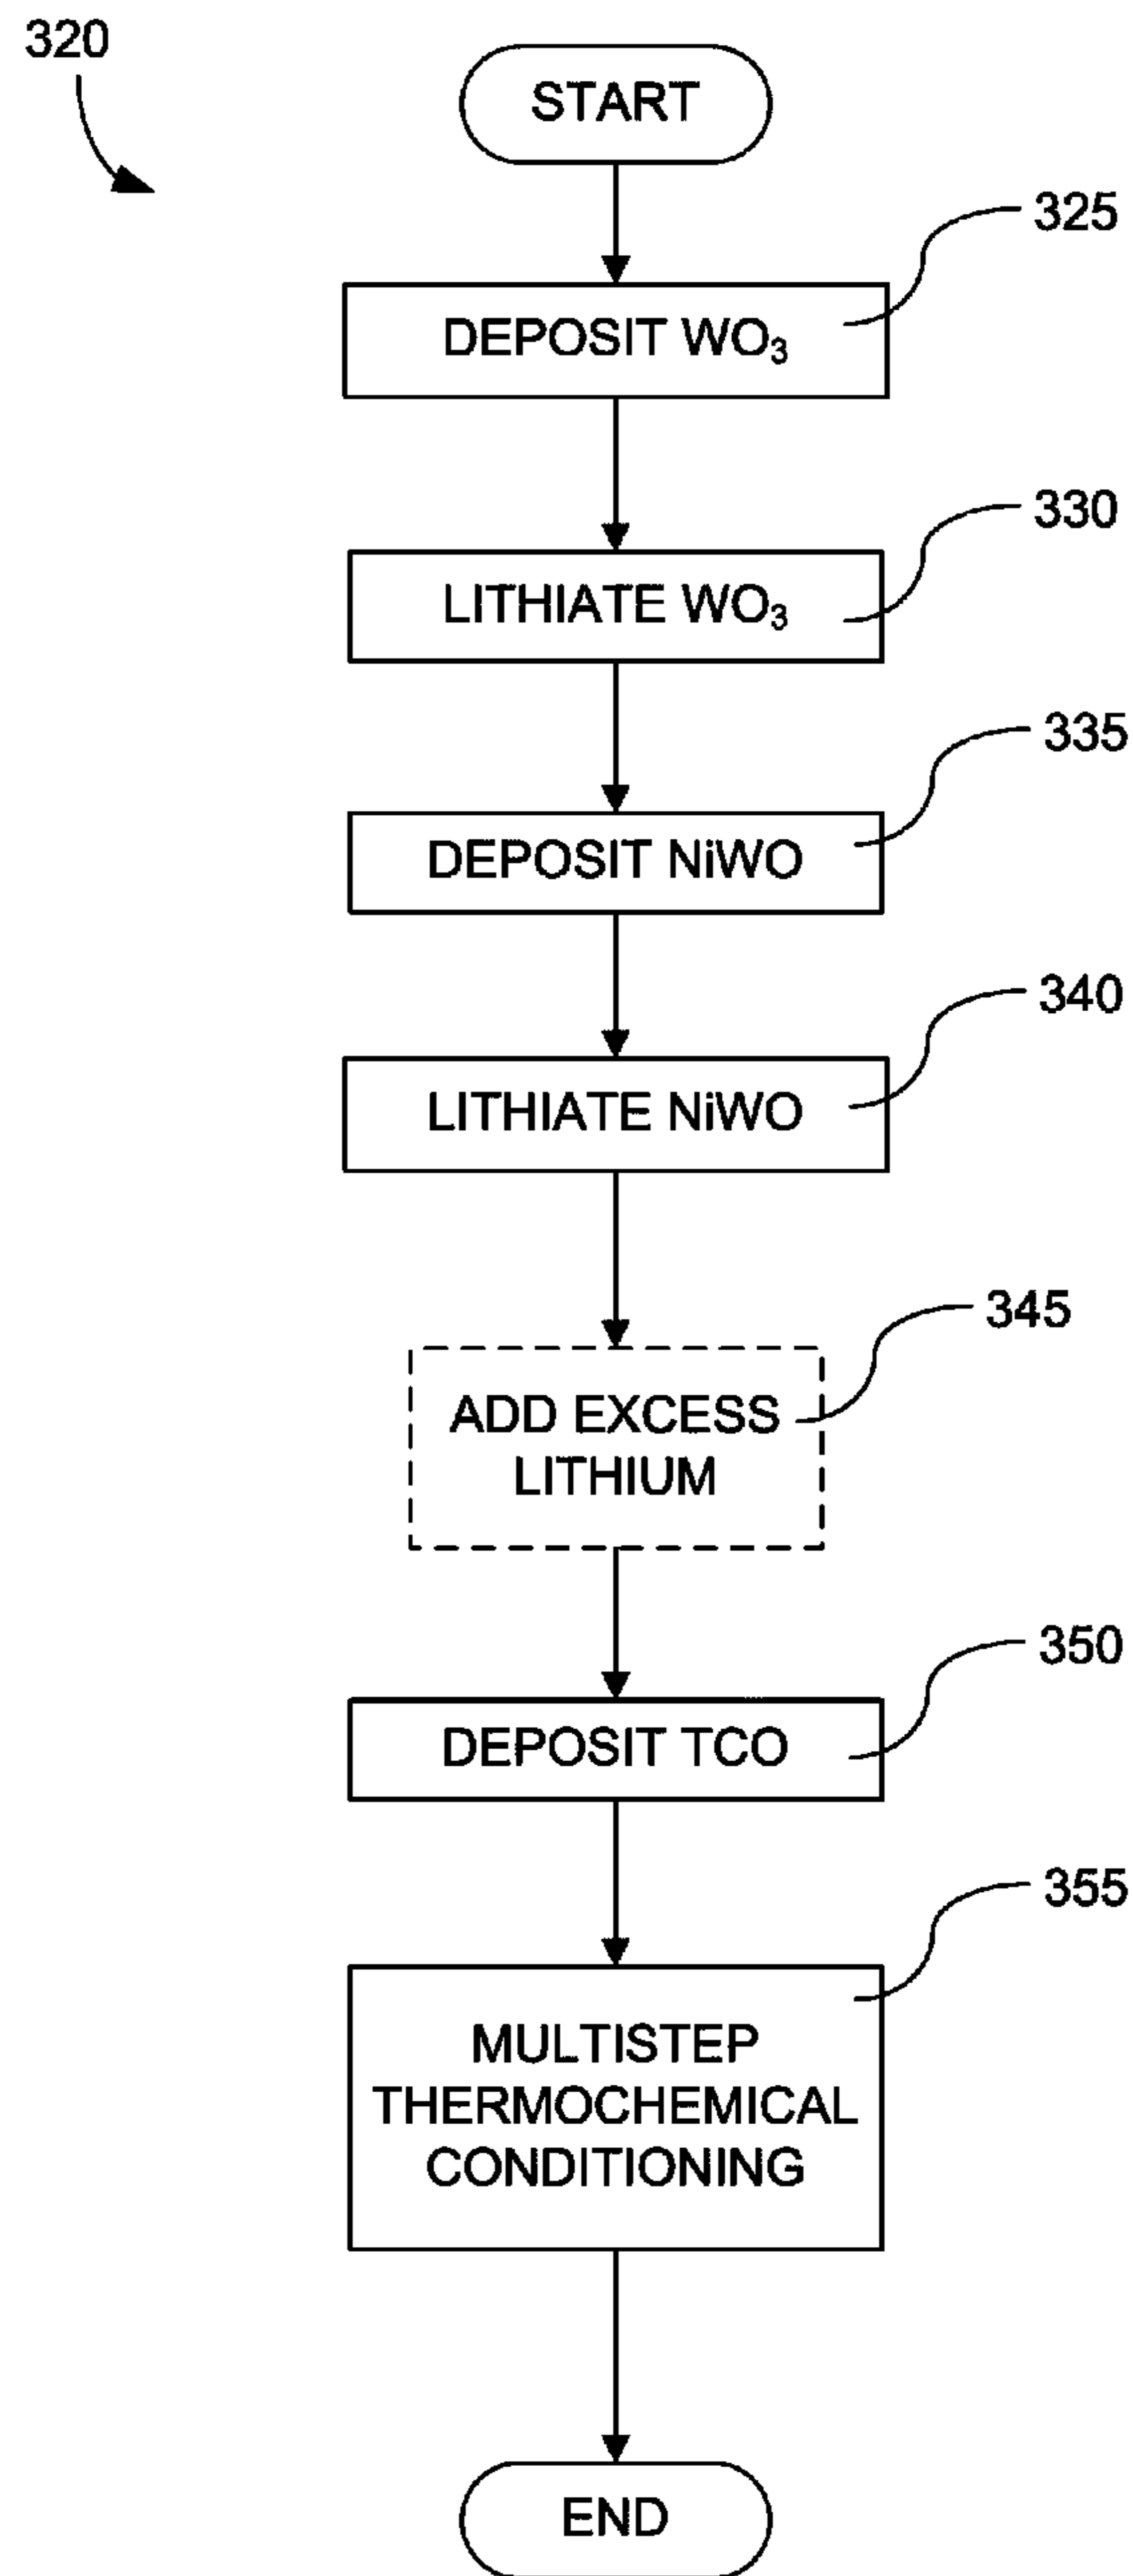 320
START
325
DEPOSIT WO₃
330
LITHIATE WO₃
335
DEPOSIT NiWO
340
LITHIATE NiWO
345
ADD EXCESS
LITHIUM
350
DEPOSIT TCO
355
MULTISTEP
THERMOCHEMICAL
CONDITIONING
END